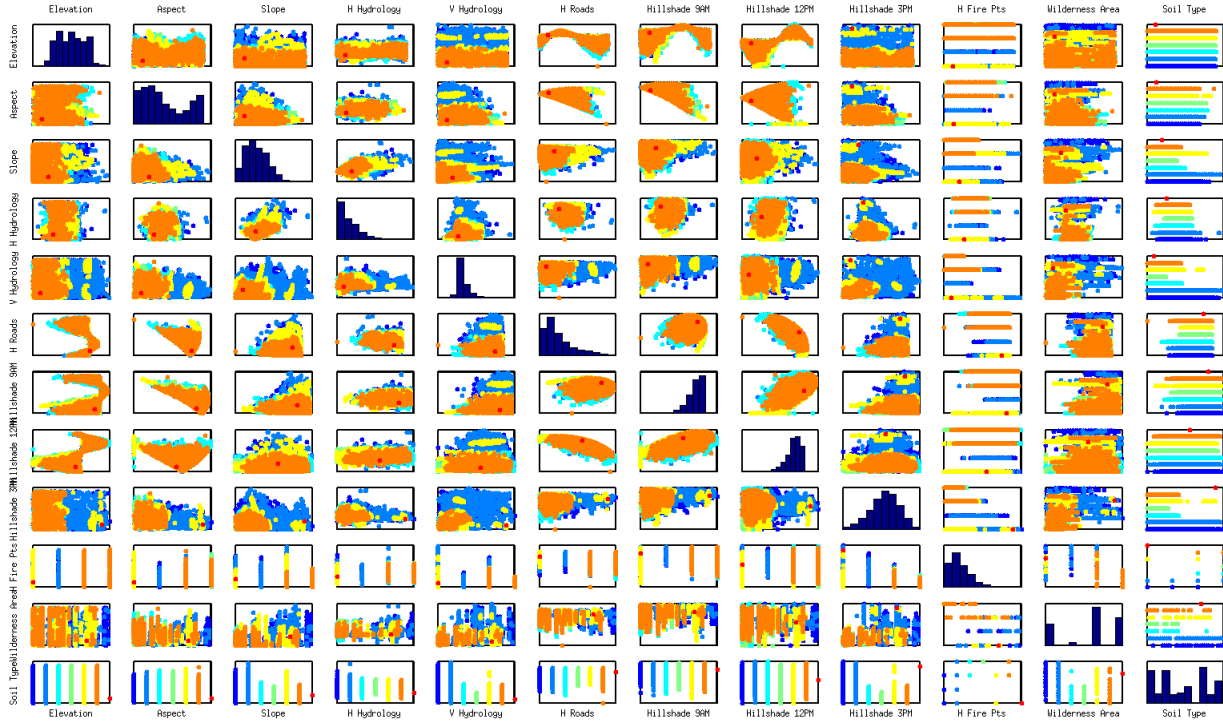 Elevation Aspect Slope H Hydrology V Hydrology H Roads Hillshade 9AM Hillshade 12PM Hillshade 3PM H Fire Pts Wilderness Area Soil Type
Elevation
Aspect
Slope
H Hydrology
V Hydrology
H Roads
Hillshade 9AM
Hillshade 12PM
Hillshade 3PM
H Fire Pts
Wilderness Area
Soil Type
Elevation Aspect Slope H Hydrology V Hydrology H Roads Hillshade 9AM Hillshade 12PM Hillshade 3PM H Fire Pts Wilderness Area Soil Type